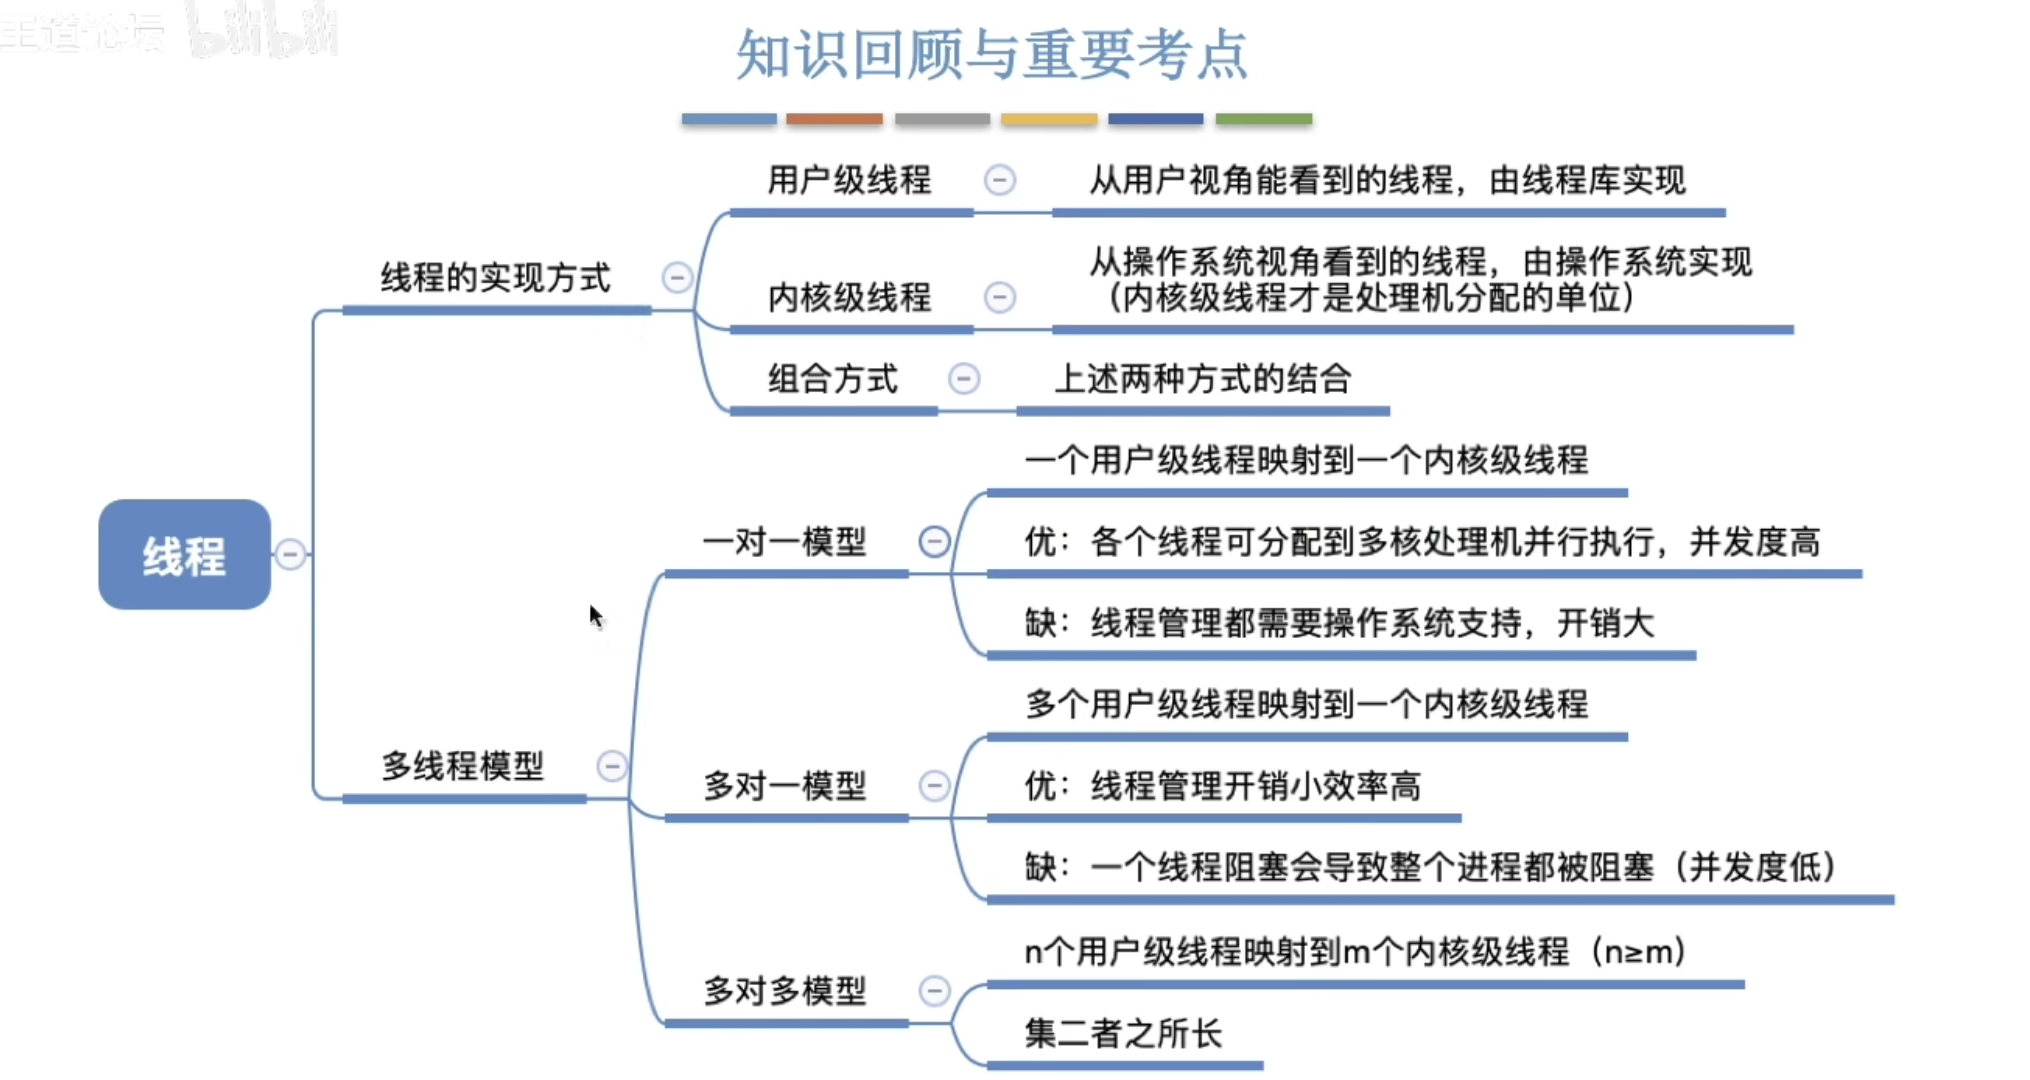 王道论坛 bilibili
知识回顾与重要考点
线程
线程的实现方式
用户级线程
从用户视角能看到的线程，由线程库实现
内核级线程
从操作系统视角看到的线程，由操作系统实现
（内核级线程才是处理机分配的单位）
组合方式
上述两种方式的结合
多线程模型
一对一模型
一个用户级线程映射到一个内核级线程
优：各个线程可分配到多核处理机并行执行，并发度高
缺：线程管理都需要操作系统支持，开销大
多对一模型
多个用户级线程映射到一个内核级线程
优：线程管理开销小效率高
缺：一个线程阻塞会导致整个进程都被阻塞（并发度低）
多对多模型
n个用户级线程映射到m个内核级线程（n≥m）
集二者之所长